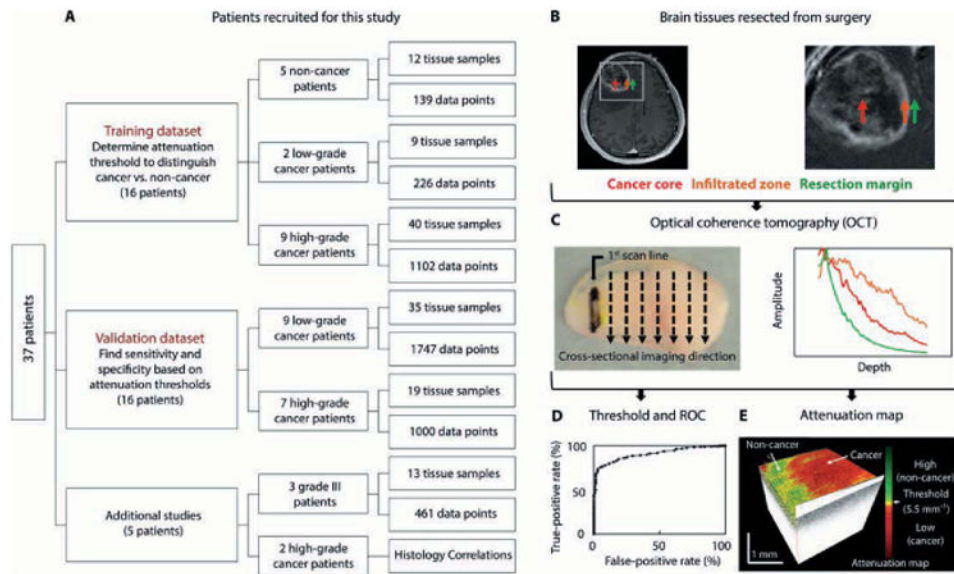 A
Patients recruited for this study
37 patients
Training dataset
Determine attenuation
threshold to distinguish
cancer vs. non-cancer
(16 patients)
5 non-cancer
patients
12 tissue samples
139 data points
2 low-grade
cancer patients
9 tissue samples
226 data points
9 high-grade
cancer patients
40 tissue samples
1102 data points
Validation dataset
Find sensitivity and
specificity based on
attenuation thresholds
(16 patients)
9 low-grade
cancer patients
35 tissue samples
1747 data points
7 high-grade
cancer patients
19 tissue samples
1000 data points
Additional studies
(5 patients)
3 grade III
patients
13 tissue samples
461 data points
2 high-grade
cancer patients
Histology Correlations
B
Brain tissues resected from surgery
Cancer core Infiltrated zone Resection margin
C
Optical coherence tomography (OCT)
1st scan line
Cross-sectional imaging direction
Amplitude
Depth
D
Threshold and ROC
True-positive rate (%)
100
50
0
0
50
100
False-positive rate (%)
E
Attenuation map
Non-cancer
Cancer
High
(non-cancer)
Threshold
(5.5 mm⁻¹)
Low
(cancer)
1 mm
Attenuation map